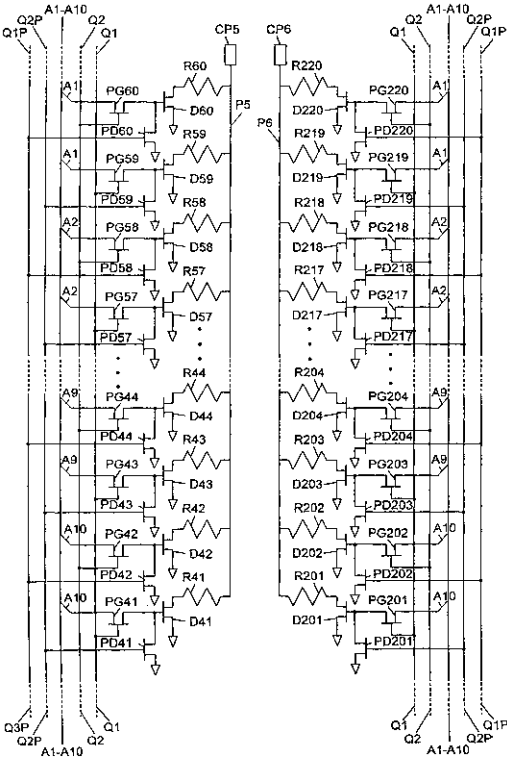 A1-A10 A1-A10
Q2P Q2 Q2 Q2P
Q1P Q1 CP5 CP6 Q1 Q1P
A1 PG60 R60 R220 PG220 A1
D60 P5 D220
PD60 R59 P6 R219 PD220
A1 PG59 PG219 A1
D59 D219
PD59 R58 R218 PD219
A2 PG58 PG218 A2
D58 D218
PD58 R57 R217 PD218
A2 PG57 PG217 A2
D57 D217
PD57 PD217
A9 PG44 R44 R204 PG204 A9
D44 D204
PD44 R43 R203 PD204
A9 PG43 PG203 A9
D43 D203
PD43 R42 R202 PD203
A10 PG42 PG202 A10
D42 D202
PD42 R41 R201 PD202
A10 PG41 PG201 A10
D41 D201
PD41 PD201
Q3P Q1 Q1 Q1P
Q2P Q2 Q2 Q2P
A1-A10 A1-A10